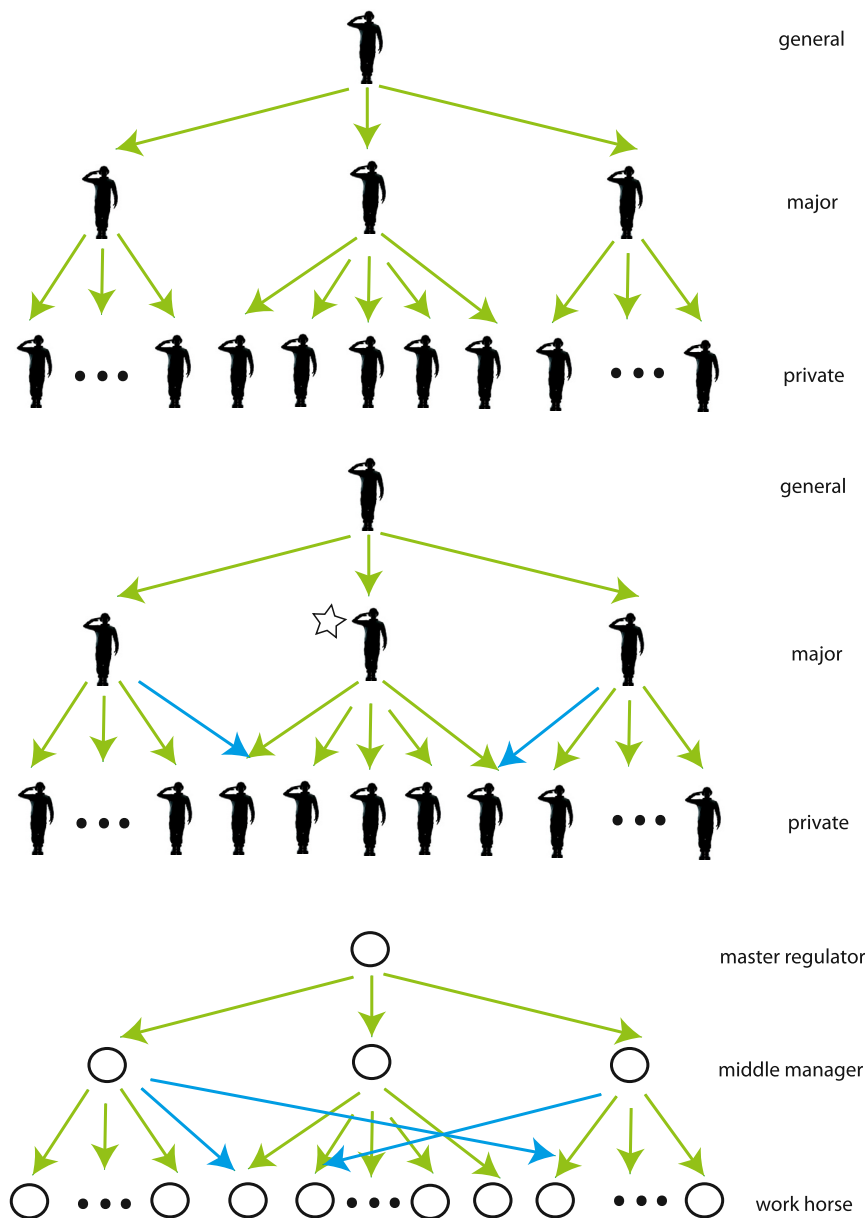 general
major
private
general
major
private
master regulator
middle manager
work horse